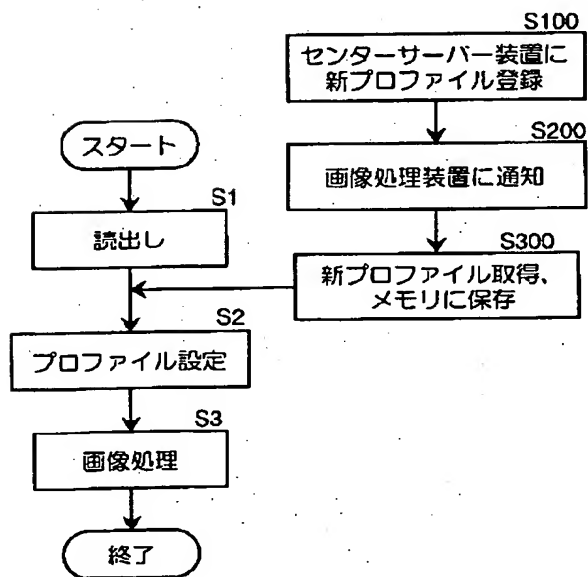 S100
センターサーバー装置に
新プロファイル登録
S200
画像処理装置に通知
S300
新プロファイル取得、
メモリに保存
スタート
S1
読出し
S2
プロファイル設定
S3
画像処理
終了